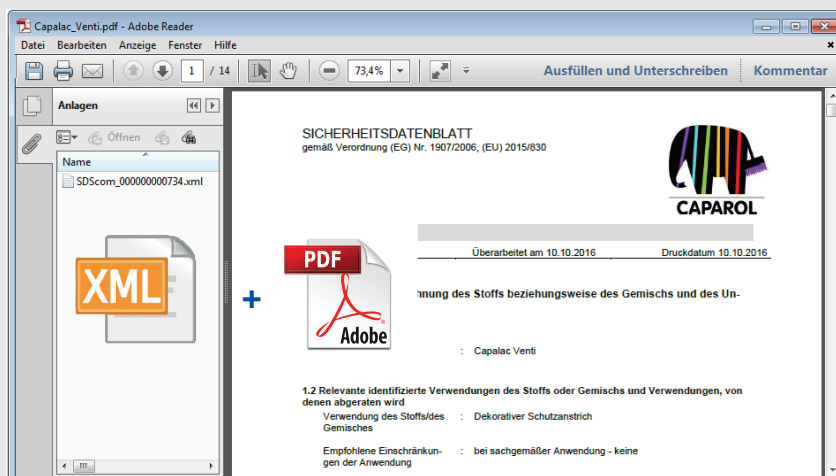 Capalac_Venti.pdf - Adobe Reader
Datei Bearbeiten Anzeige Fenster Hilfe
1 / 14 73,4% Ausfüllen und Unterschreiben Kommentar
Anlagen
Öffnen
Name
SDScom_000000000734.xml
XML
+
PDF
Adobe
SICHERHEITSDATENBLATT
gemäß Verordnung (EG) Nr. 1907/2006, (EU) 2015/830
CAPAROL
Überarbeitet am 10.10.2016 Druckdatum 10.10.2016
hnung des Stoffs beziehungsweise des Gemischs und des Un-
: Capalac Venti
1.2 Relevante identifizierte Verwendungen des Stoffs oder Gemischs und Verwendungen, von
denen abgeraten wird
Verwendung des Stoffs/des : Dekorativer Schutzanstrich
Gemisches
Empfohlene Einschränkun- : bei sachgemäßer Anwendung - keine
gen der Anwendung